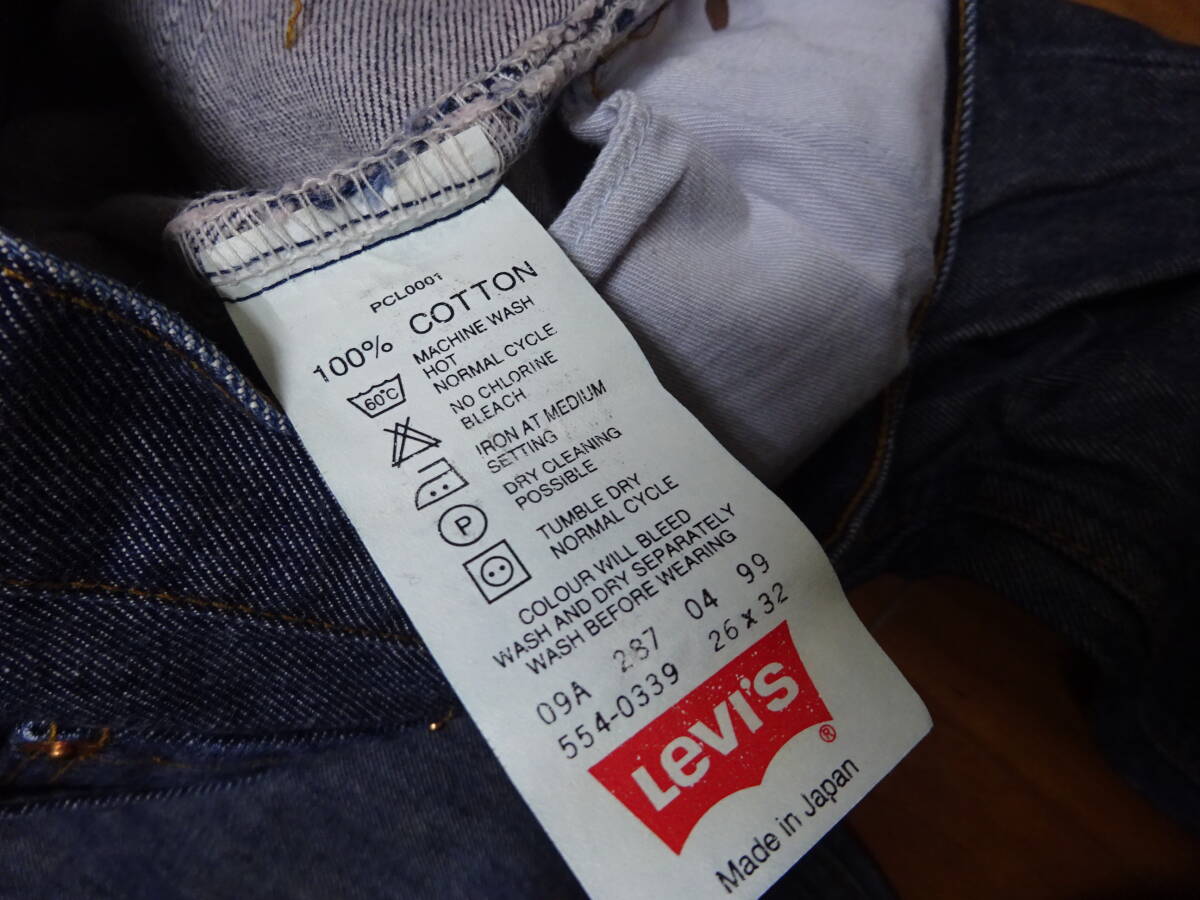 PCL0001
100% COTTON
60°C
MACHINE WASH
HOT
NORMAL CYCLE
NO CHLORINE
BLEACH
IRON AT MEDIUM
SETTING
P
DRY CLEANING
POSSIBLE
TUMBLE DRY
NORMAL CYCLE
COLOUR WILL BLEED
WASH AND DRY SEPARATELY
WASH BEFORE WEARING
09A 287 04 99
554-0339 26 x 32
LEVI'S ®
Made in Japan